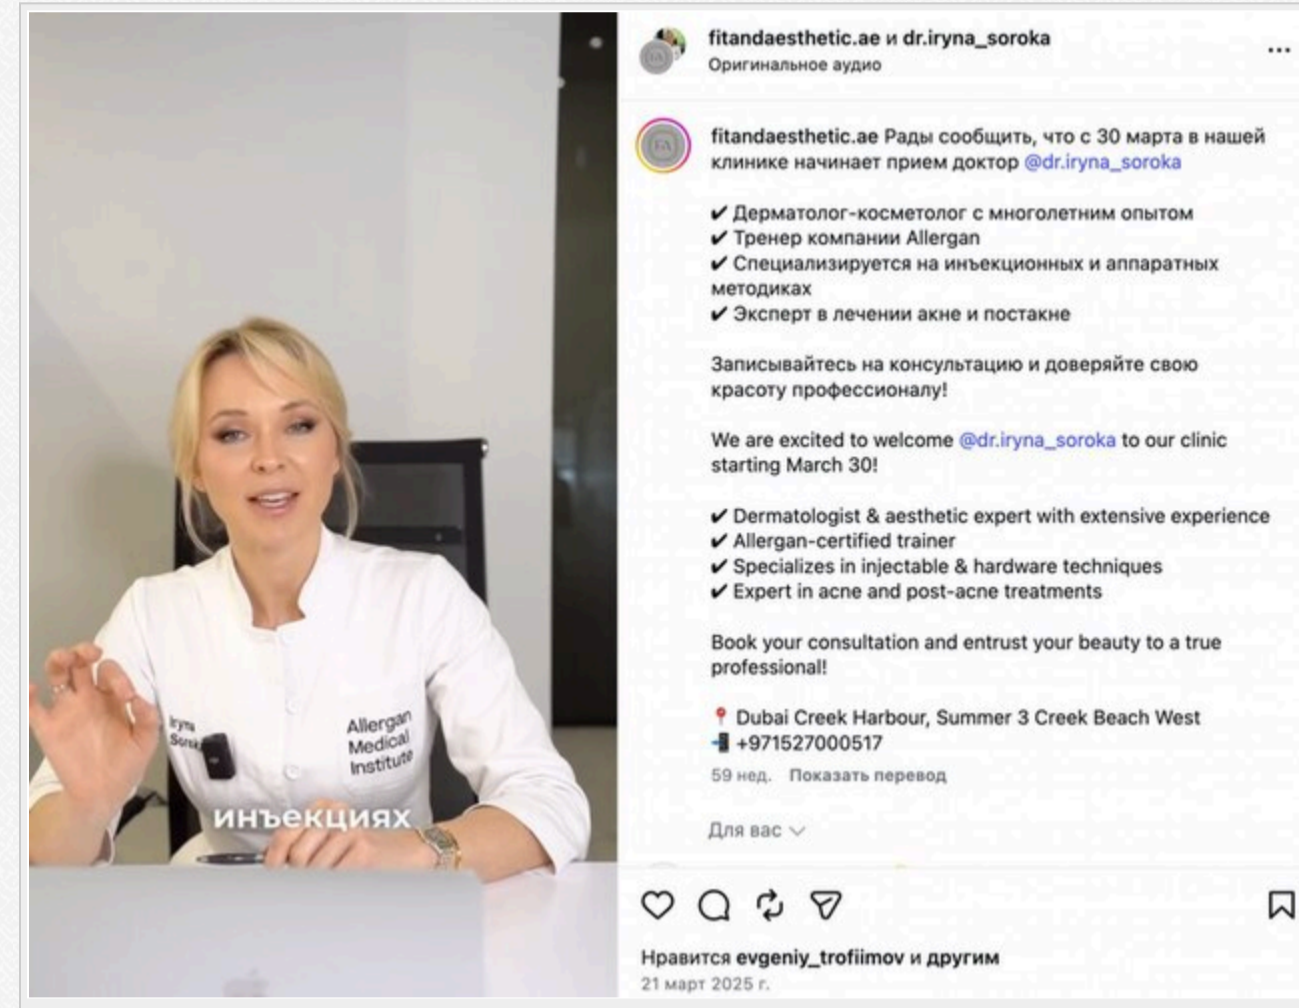 fitandaesthetic.ae и dr.iryna_soroka
Оригинальное аудио
fitandaesthetic.ae Рады сообщить, что с 30 марта в нашей
клинике начинает прием доктор @dr.iryna_soroka
✔ Дерматолог-косметолог с многолетним опытом
✔ Тренер компании Allergan
✔ Специализируется на инъекционных и аппаратных
методиках
✔ Эксперт в лечении акне и постакне
Записывайтесь на консультацию и доверяйте свою
красоту профессионалу!
We are excited to welcome @dr.iryna_soroka to our clinic
starting March 30!
✔ Dermatologist & aesthetic expert with extensive experience
✔ Allergan-certified trainer
✔ Specializes in injectable & hardware techniques
✔ Expert in acne and post-acne treatments
Book your consultation and entrust your beauty to a true
professional!
📍 Dubai Creek Harbour, Summer 3 Creek Beach West
📲 +971527000517
59 нед. Показать перевод
Для вас
Нравится evgeniy_trofiimov и другим
21 март 2025 г.
FA
Iryna
Allergan
Medical
Institute
инъекциях